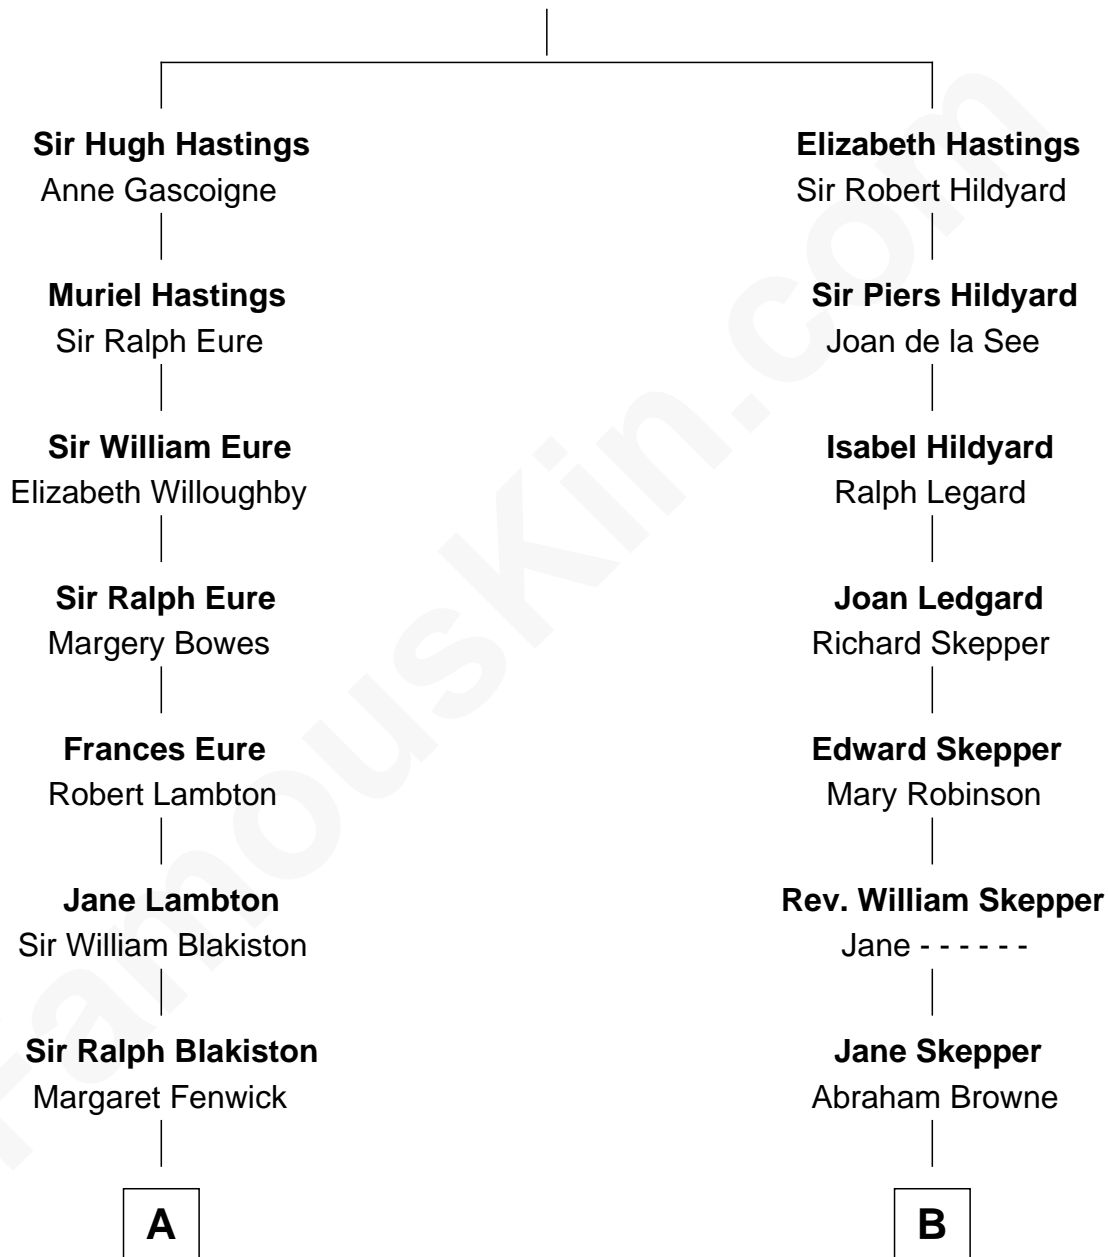 Sir Hugh Hastings
Anne Gascoigne
Muriel Hastings
Sir Ralph Eure
Sir William Eure
Elizabeth Willoughby
Sir Ralph Eure
Margery Bowes
Frances Eure
Robert Lambton
Jane Lambton
Sir William Blakiston
Sir Ralph Blakiston
Margaret Fenwick
A
Elizabeth Hastings
Sir Robert Hildyard
Sir Piers Hildyard
Joan de la See
Isabel Hildyard
Ralph Legard
Joan Ledgard
Richard Skepper
Edward Skepper
Mary Robinson
Rev. William Skepper
Jane - - - - - -
Jane Skepper
Abraham Browne
B
FamousKin.com